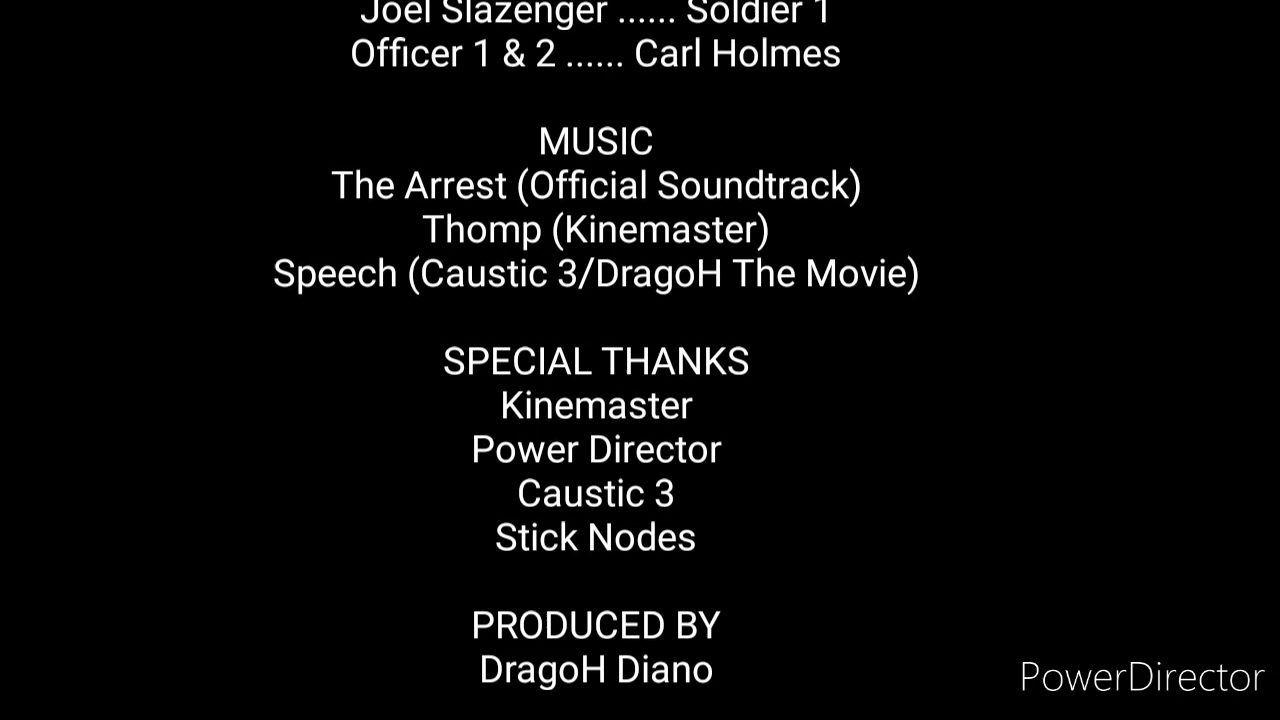 Joel Slazenger ...... Soldier 1
Officer 1 & 2 ...... Carl Holmes
MUSIC
The Arrest (Official Soundtrack)
Thomp (Kinemaster)
Speech (Caustic 3/DragoH The Movie)
SPECIAL THANKS
Kinemaster
Power Director
Caustic 3
Stick Nodes
PRODUCED BY
DragoH Diano
PowerDirector